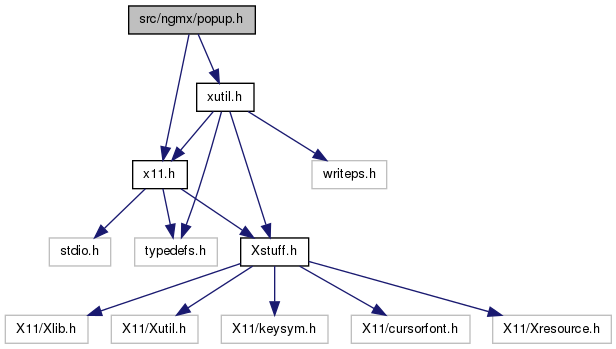 src/ngmx/popup.h
xutil.h
x11.h
writeps.h
stdio.h
typedefs.h
Xstuff.h
X11/Xlib.h
X11/Xutil.h
X11/keysym.h
X11/cursorfont.h
X11/Xresource.h